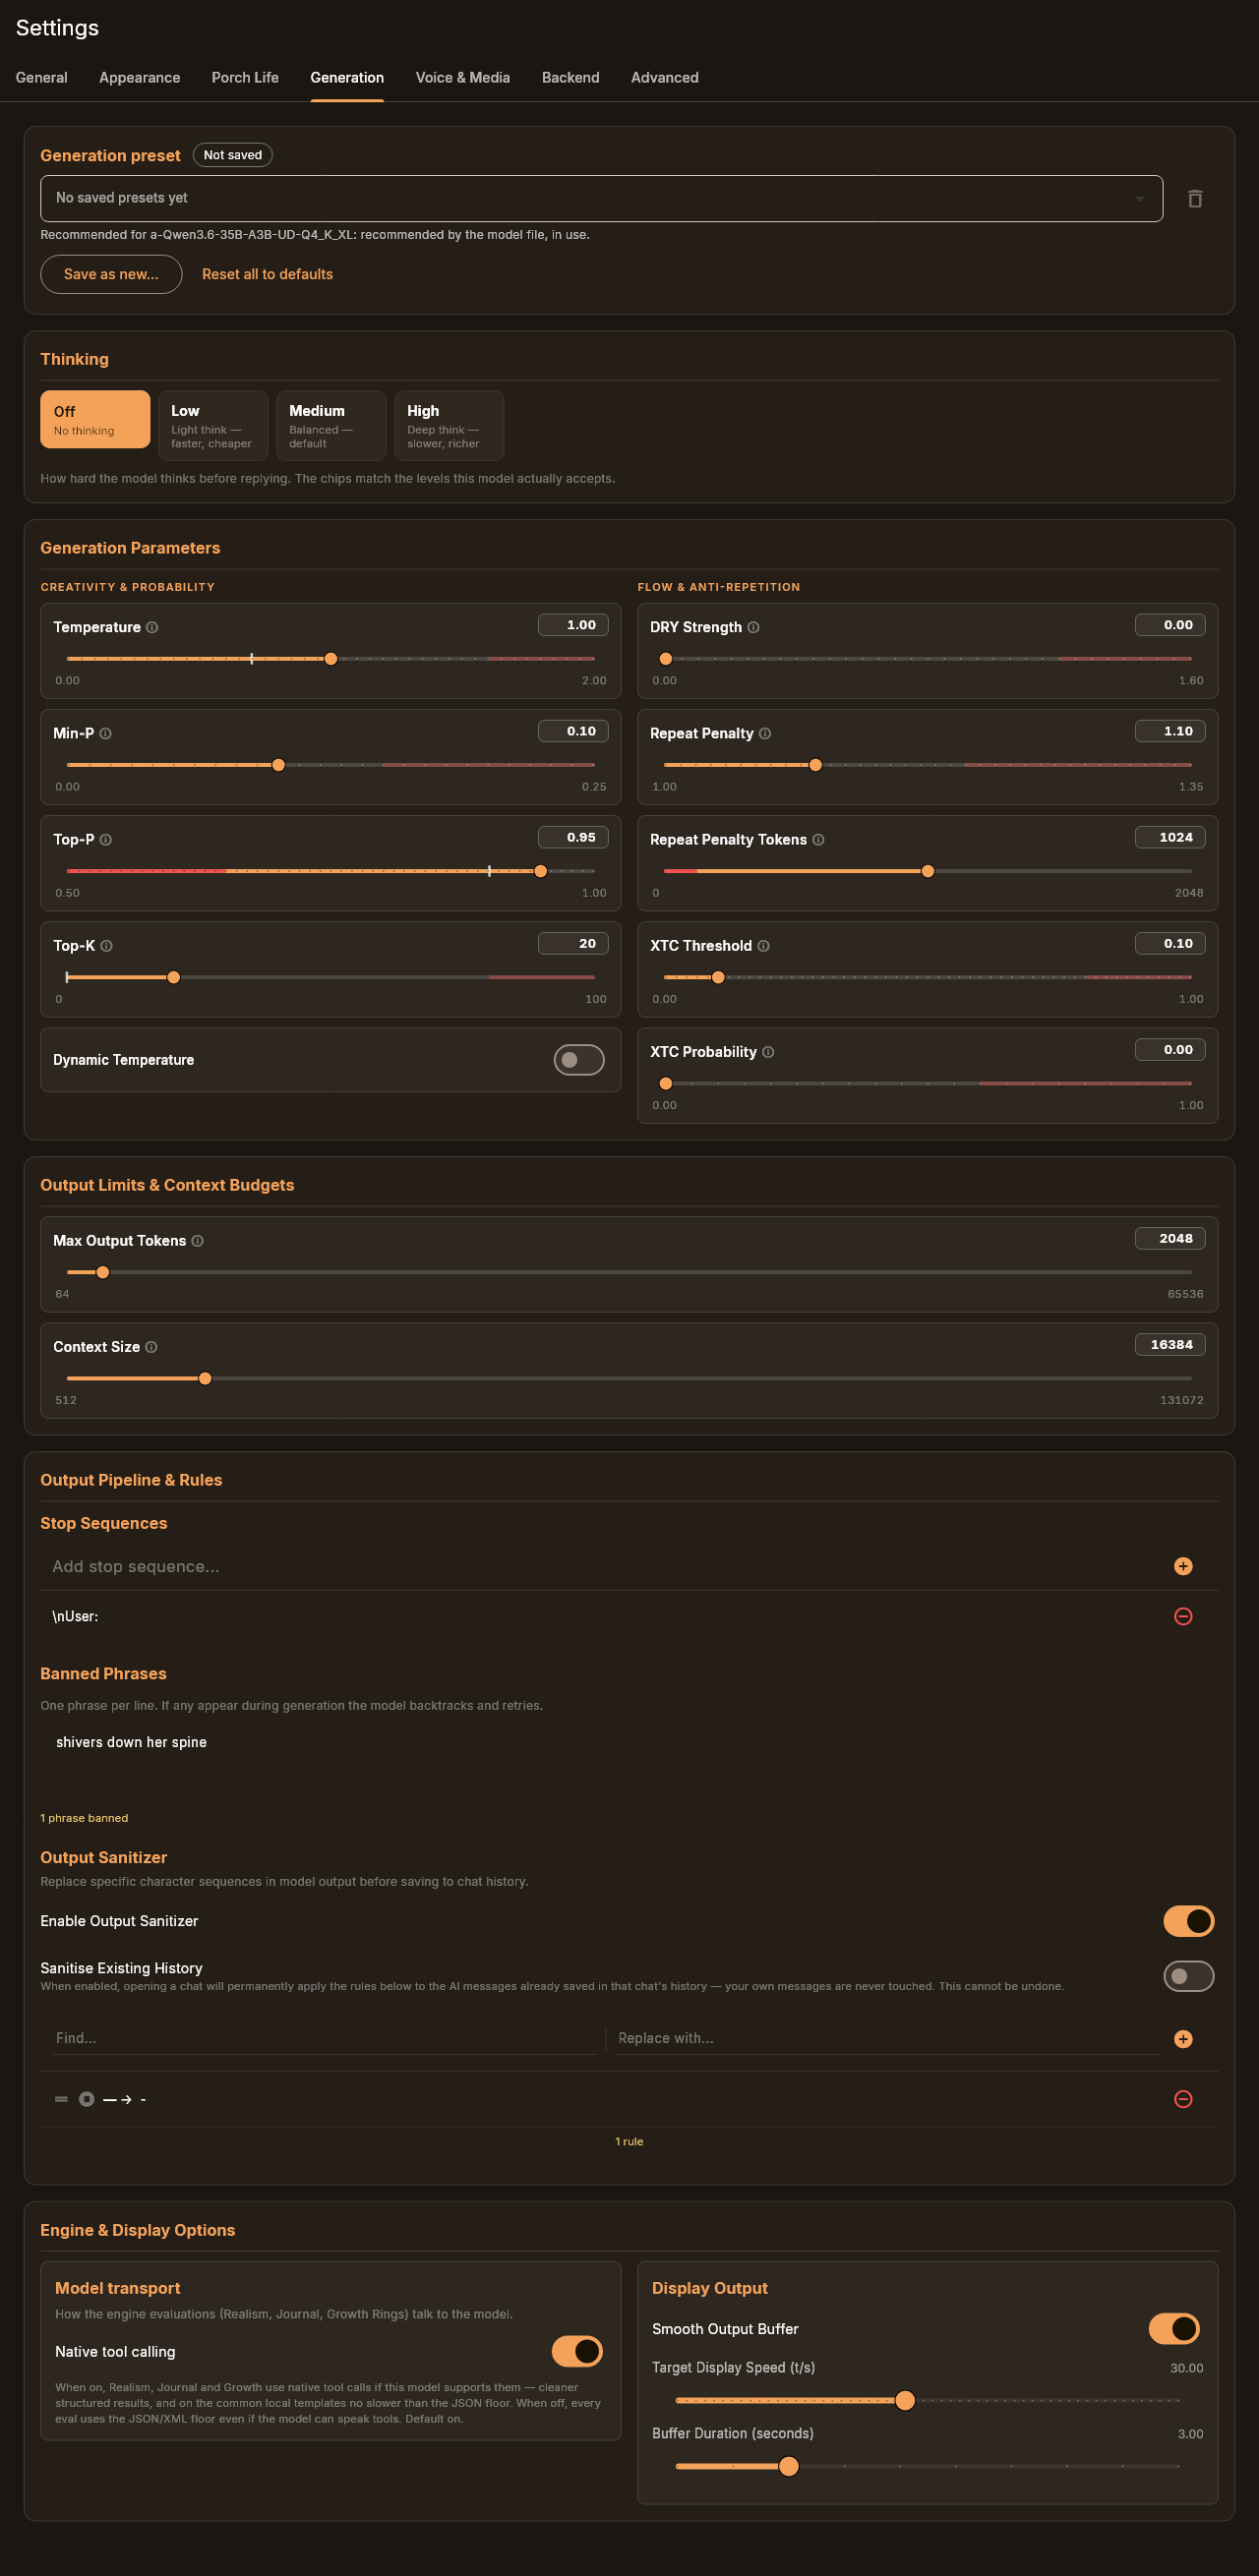 Settings
General Appearance Porch Life Generation Voice & Media Backend Advanced
Generation preset Not saved
No saved presets yet
Recommended for a-Qwen3.6-35B-A3B-UD-Q4_K_XL: recommended by the model file, in use.
Save as new... Reset all to defaults
Thinking
Off
No thinking
Low
Light think —
faster, cheaper
Medium
Balanced —
default
High
Deep think —
slower, richer
How hard the model thinks before replying. The chips match the levels this model actually accepts.
Generation Parameters
CREATIVITY & PROBABILITY
Temperature 1.00
0.00 2.00
Min-P 0.10
0.00 0.25
Top-P 0.95
0.50 1.00
Top-K 20
0 100
Dynamic Temperature
FLOW & ANTI-REPETITION
DRY Strength 0.00
0.00 1.60
Repeat Penalty 1.10
1.00 1.35
Repeat Penalty Tokens 1024
0 2048
XTC Threshold 0.10
0.00 1.00
XTC Probability 0.00
0.00 1.00
Output Limits & Context Budgets
Max Output Tokens 2048
64 65536
Context Size 16384
512 131072
Output Pipeline & Rules
Stop Sequences
Add stop sequence...
\nUser:
Banned Phrases
One phrase per line. If any appear during generation the model backtracks and retries.
shivers down her spine
1 phrase banned
Output Sanitizer
Replace specific character sequences in model output before saving to chat history.
Enable Output Sanitizer
Sanitise Existing History
When enabled, opening a chat will permanently apply the rules below to the AI messages already saved in that chat's history — your own messages are never touched. This cannot be undone.
Find... Replace with...
— → -
1 rule
Engine & Display Options
Model transport
How the engine evaluations (Realism, Journal, Growth Rings) talk to the model.
Native tool calling
When on, Realism, Journal and Growth use native tool calls if this model supports them — cleaner
structured results, and on the common local templates no slower than the JSON floor. When off, every
eval uses the JSON/XML floor even if the model can speak tools. Default on.
Display Output
Smooth Output Buffer
Target Display Speed (t/s) 30.00
Buffer Duration (seconds) 3.00